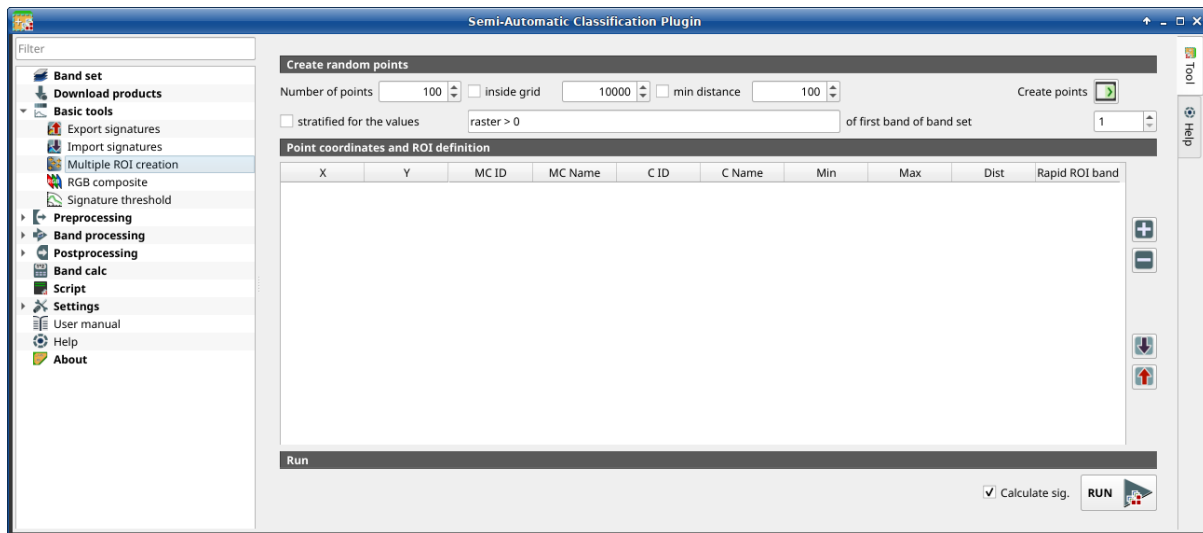 Semi-Automatic Classification Plugin
Filter
Band set
Download products
Basic tools
Export signatures
Import signatures
Multiple ROI creation
RGB composite
Signature threshold
Preprocessing
Band processing
Postprocessing
Band calc
Script
Settings
User manual
Help
About
Create random points
Number of points 100 inside grid 10000 min distance 100 Create points
stratified for the values raster > 0 of first band of band set 1
Point coordinates and ROI definition
X Y MC ID MC Name C ID C Name Min Max Dist Rapid ROI band
Run
Calculate sig. RUN
Tool
Help